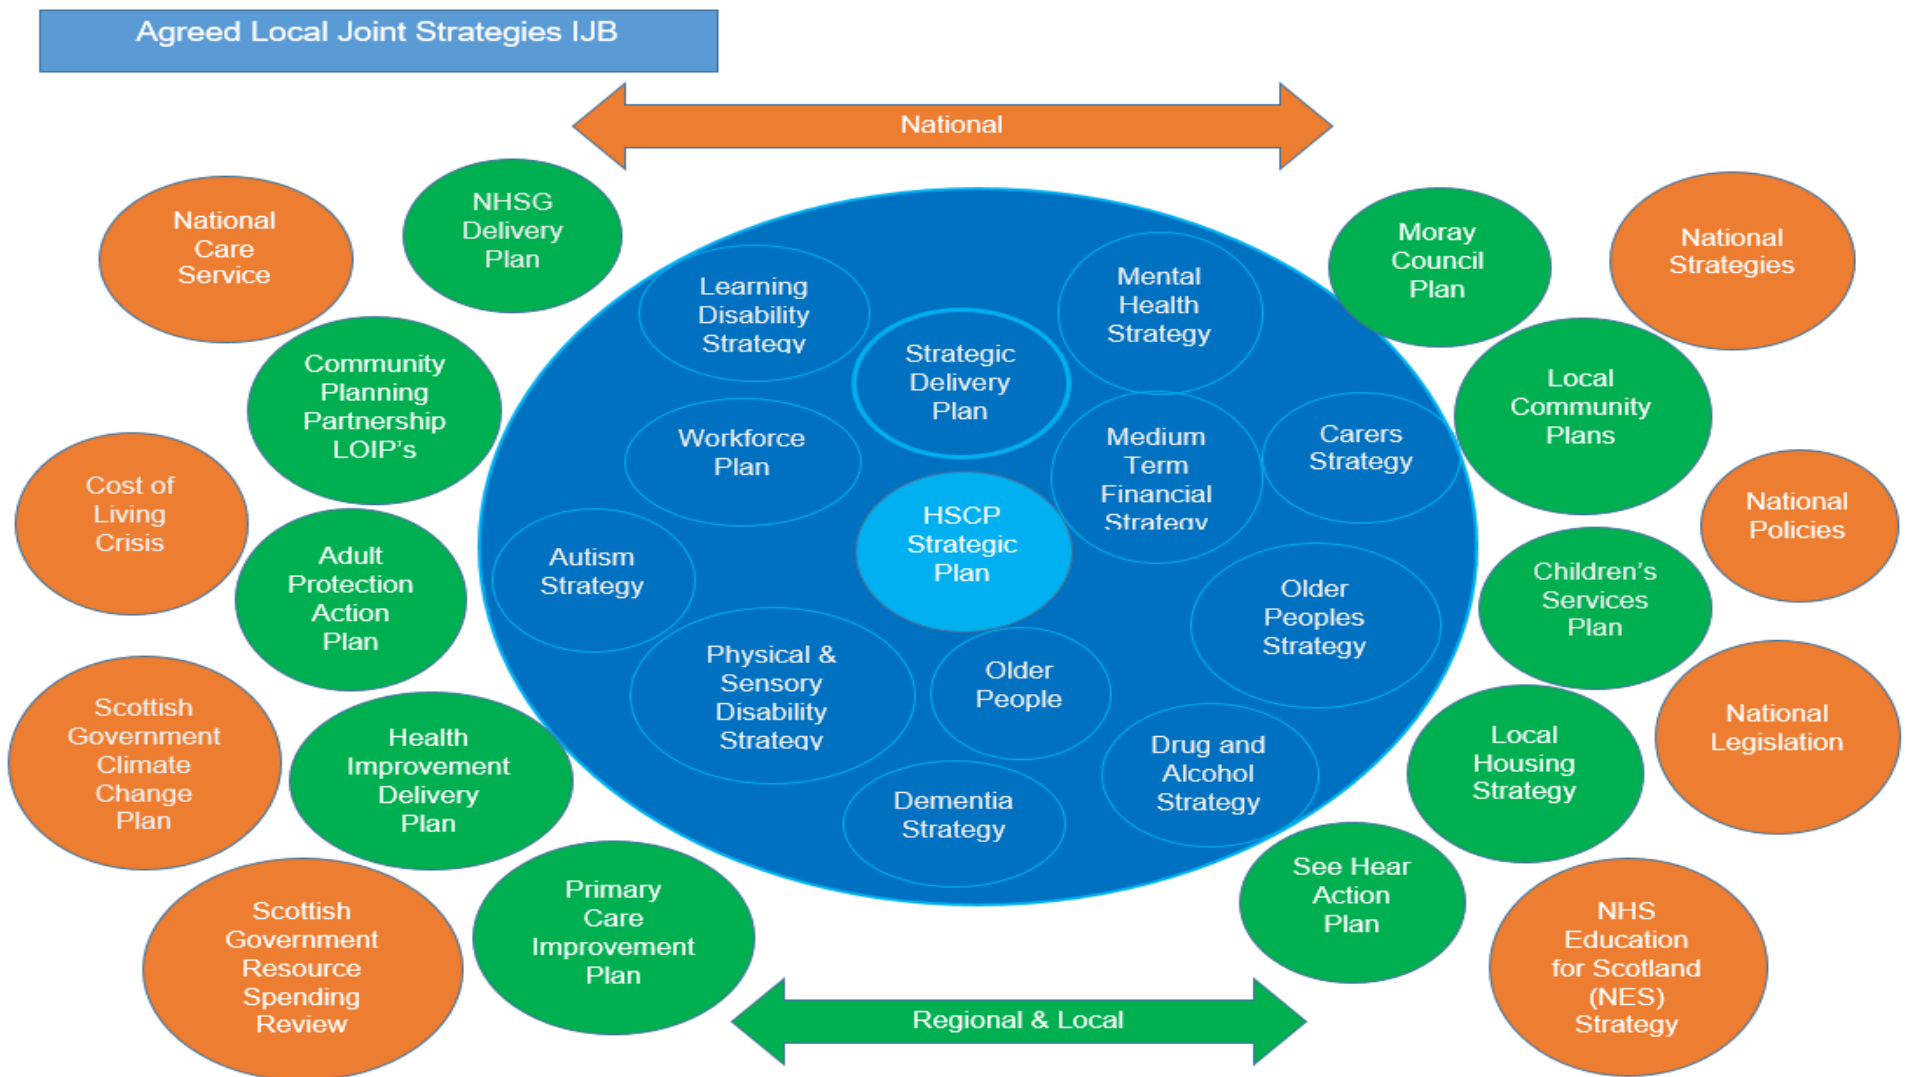 Agreed Local Joint Strategies IJB
National
National
Care
Service
NHSG
Delivery
Plan
Community
Planning
Partnership
LOIP's
Cost of
Living
Crisis
Adult
Protection
Action
Plan
Scottish
Government
Climate
Change
Plan
Health
Improvement
Delivery
Plan
Scottish
Government
Resource
Spending
Review
Primary
Care
Improvement
Plan
Learning
Disability
Strategy
Strategic
Delivery
Plan
Mental
Health
Strategy
Workforce
Plan
Medium
Term
Financial
Strategy
Carers
Strategy
HSCP
Strategic
Plan
Autism
Strategy
Older
Peoples
Strategy
Physical &
Sensory
Disability
Strategy
Older
People
Drug and
Alcohol
Strategy
Dementia
Strategy
Moray
Council
Plan
National
Strategies
Local
Community
Plans
National
Policies
Children's
Services
Plan
National
Legislation
Local
Housing
Strategy
See Hear
Action
Plan
NHS
Education
for Scotland
(NES)
Strategy
Regional & Local